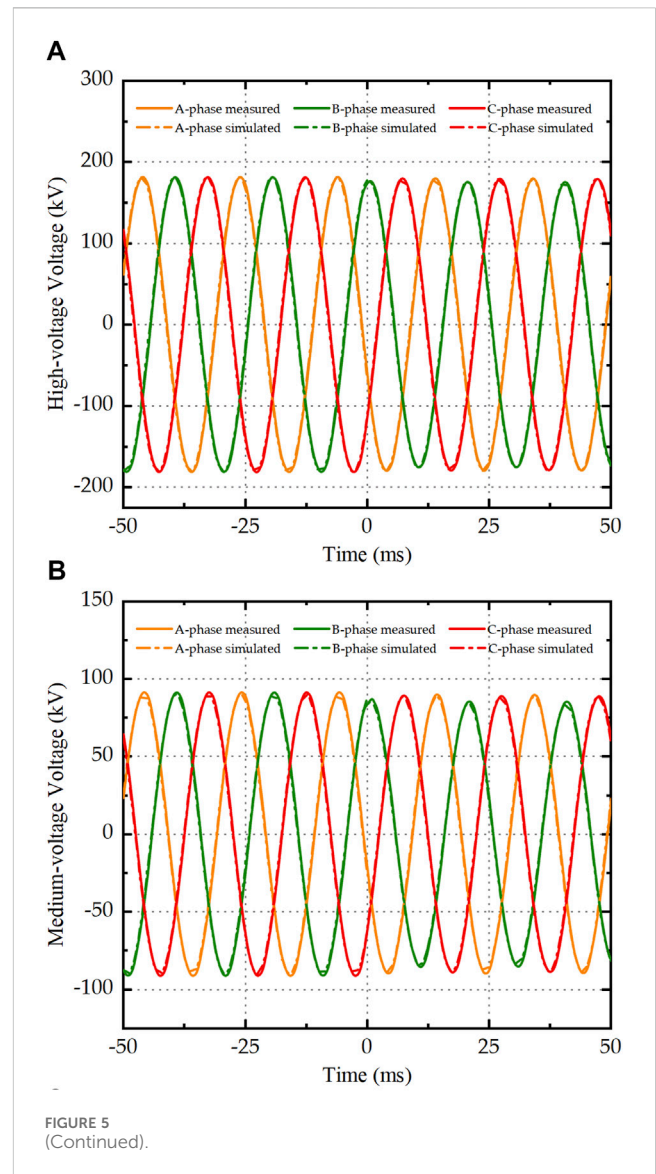 A
300
A-phase measured B-phase measured C-phase measured
A-phase simulated B-phase simulated C-phase simulated
200
100
0
-100
-200
High-voltage Voltage (kV)
-50 -25 0 25 50
Time (ms)
B
150
A-phase measured B-phase measured C-phase measured
A-phase simulated B-phase simulated C-phase simulated
100
50
0
-50
-100
Medium-voltage Voltage (kV)
-50 -25 0 25 50
Time (ms)
FIGURE 5
(Continued).